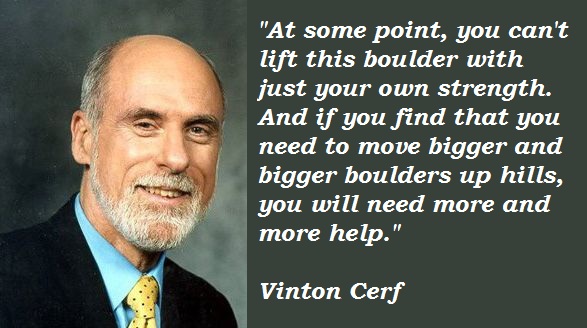 "At some point, you can't
lift this boulder with
just your own strength.
And if you find that you
need to move bigger and
bigger boulders up hills,
you will need more and
more help."
Vinton Cerf